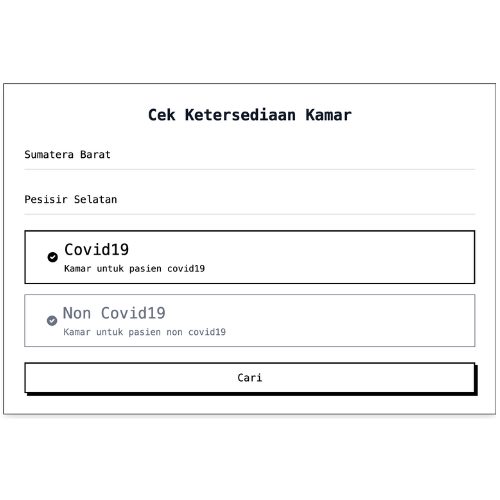 Cek Ketersediaan Kamar
Sumatera Barat
Pesisir Selatan
Covid19
Kamar untuk pasien covid19
Non Covid19
Kamar untuk pasien non covid19
Cari